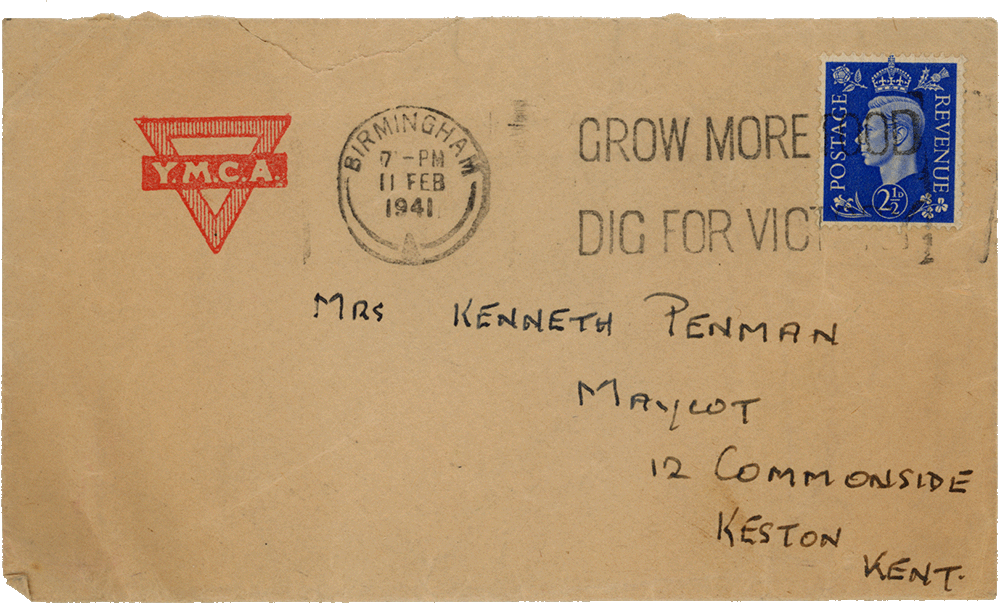 Y.M.C.A.
BIRMINGHAM
7 - PM
11 FEB
1941
GROW MORE FOOD
DIG FOR VICT
POSTAGE
REVENUE
2½D
MRS KENNETH PENMAN
MAYCOT
12 COMMONSIDE
KESTON
KENT.